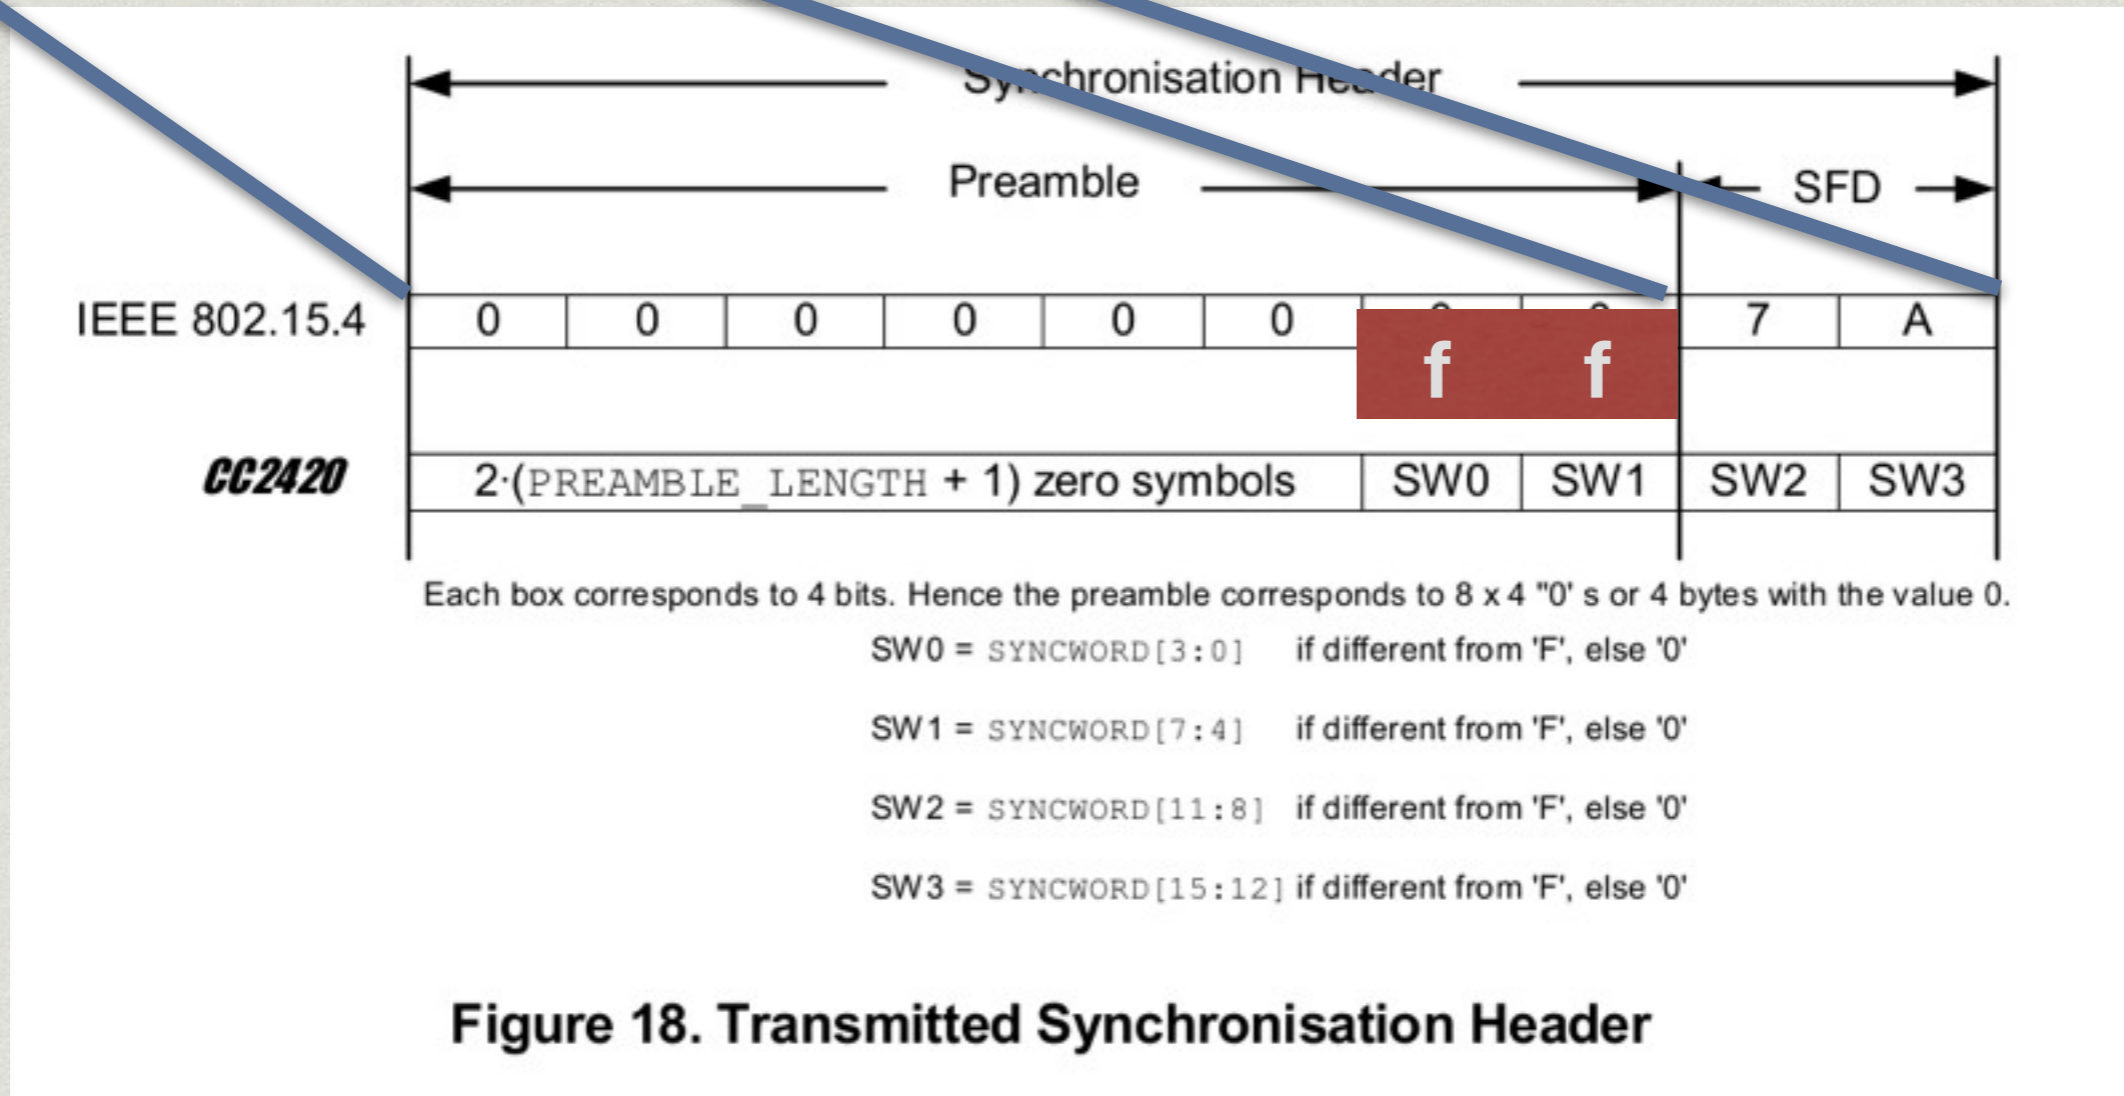 Synchronisation Header
Preamble SFD
IEEE 802.15.4 0 0 0 0 0 0 f f 7 A
CC2420 2·(PREAMBLE_LENGTH + 1) zero symbols SW0 SW1 SW2 SW3
Each box corresponds to 4 bits. Hence the preamble corresponds to 8 x 4 "0' s or 4 bytes with the value 0.
SW0 = SYNCWORD[3:0] if different from 'F', else '0'
SW1 = SYNCWORD[7:4] if different from 'F', else '0'
SW2 = SYNCWORD[11:8] if different from 'F', else '0'
SW3 = SYNCWORD[15:12] if different from 'F', else '0'
Figure 18. Transmitted Synchronisation Header